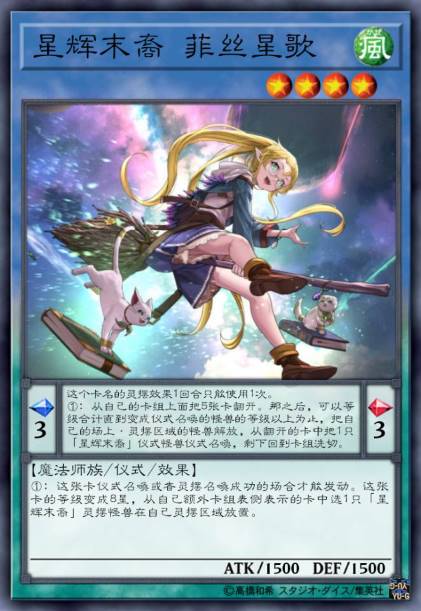 星辉末裔 菲丝星歌
風
这个卡名的灵摆效果1回合只能使用1次。
①：从自己的卡组上面把5张卡翻开。那之后，可以等
级合计直到变成仪式召唤的怪兽的等级以上为止，把自
己的场上·灵摆区域的怪兽解放，从翻开的卡中把1只
「星辉末裔」仪式怪兽仪式召唤，剩下回到卡组洗切。
3
3
【魔法师族/仪式/效果】
①：这张卡仪式召唤或者灵摆召唤成功的场合才能发动。这张
卡的等级变成8星，从自己额外卡组表侧表示的卡中选1只「星
辉末裔」灵摆怪兽在自己灵摆区域放置。
ATK/1500 DEF/1500
©高橋和希 スタジオ・ダイス/集英社